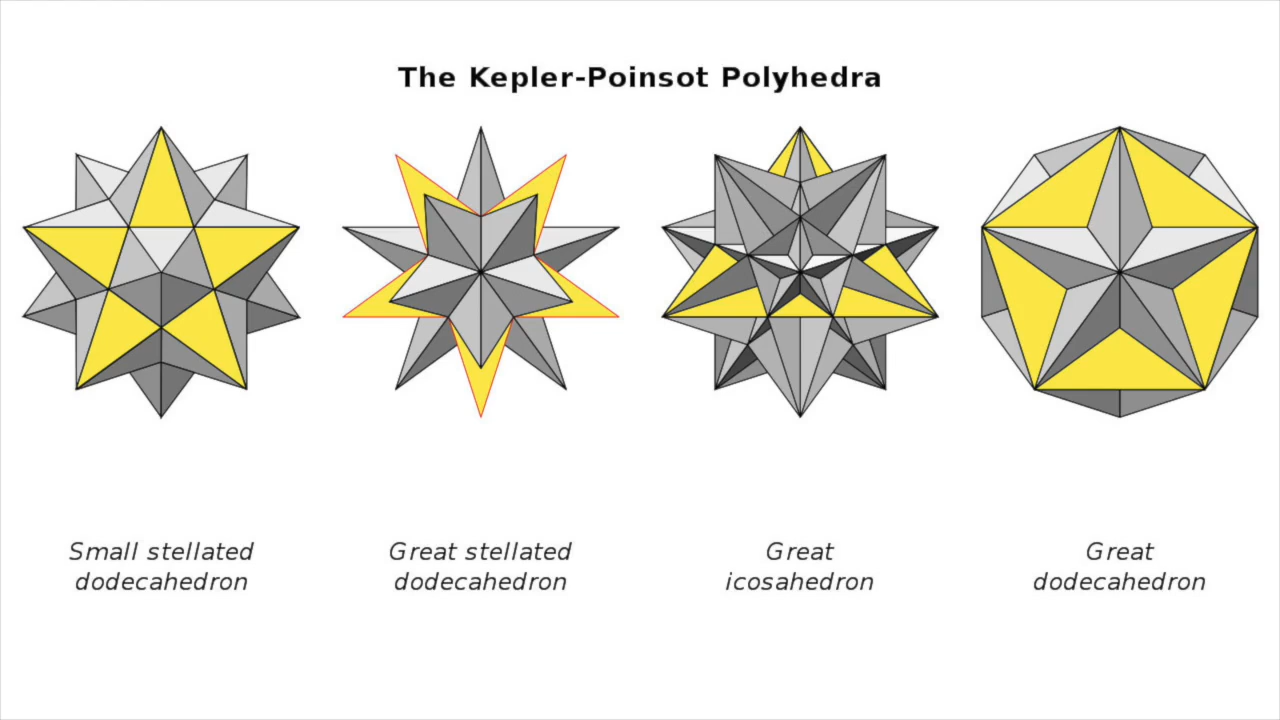 The Kepler-Poinsot Polyhedra
Small stellated
dodecahedron
Great stellated
dodecahedron
Great
icosahedron
Great
dodecahedron